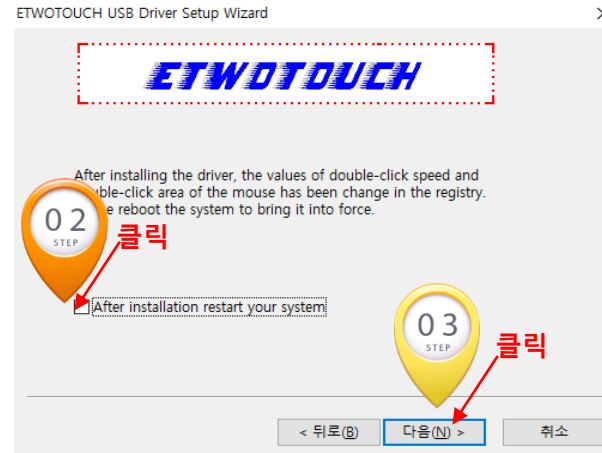 ETWOTOUCH USB Driver Setup Wizard
ETWOTOUCH
After installing the driver, the values of double-click speed and
ble-click area of the mouse has been change in the registry.
e reboot the system to bring it into force.
02
STEP
클릭
After installation restart your system
03
STEP
클릭
< 뒤로(B)
다음(N) >
취소